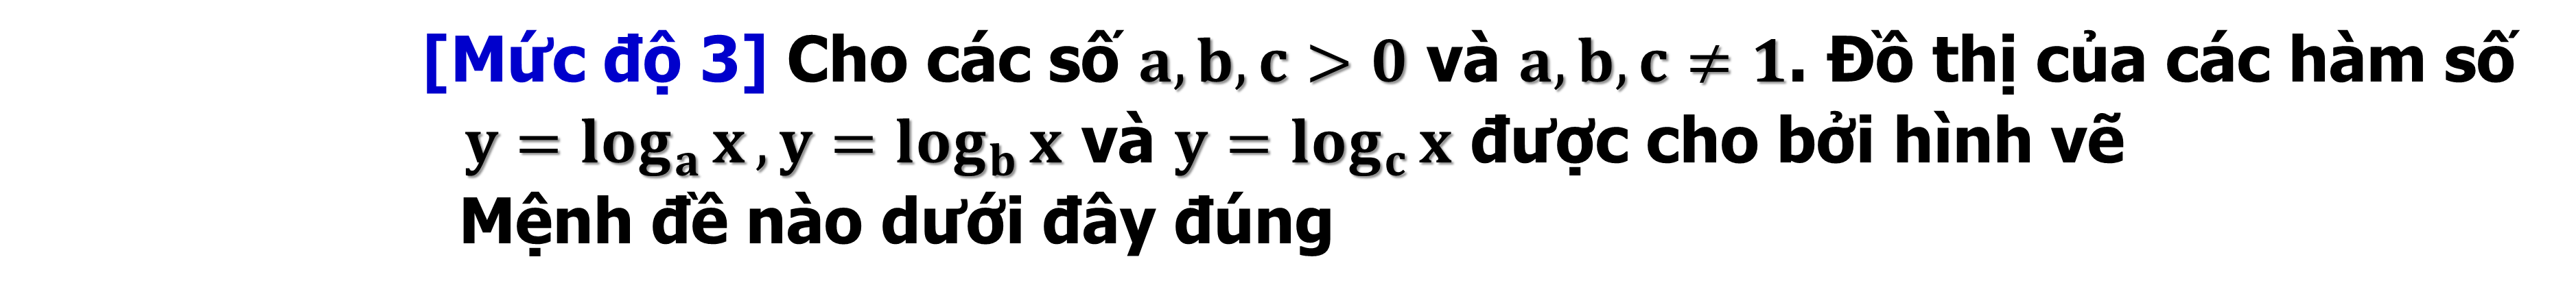 [Mức độ 3] Cho các số a, b, c > 0 và a, b, c ≠ 1. Đồ thị của các hàm số
y = logₐ x , y = log_b x và y = log_c x được cho bởi hình vẽ
Mệnh đề nào dưới đây đúng